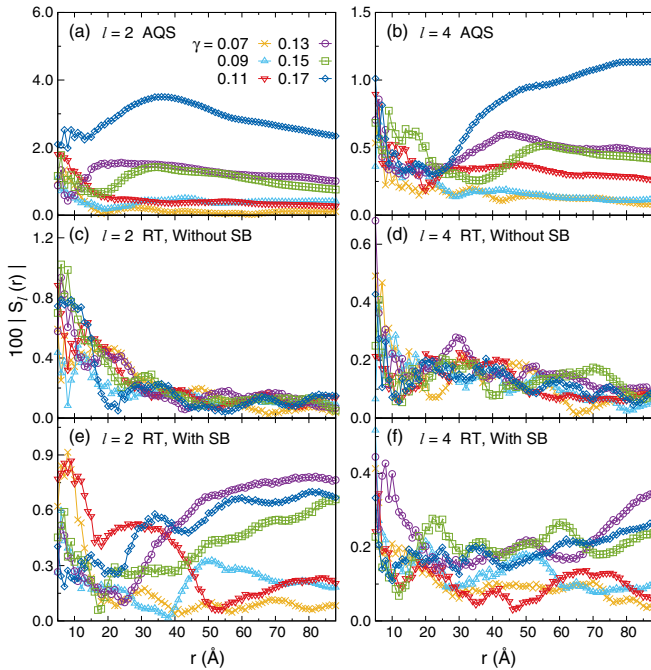 (a) l = 2 AQS
γ = 0.07 0.13
0.09 0.15
0.11 0.17
6.0
4.0
2.0
0.0
(b) l = 4 AQS
1.5
1.0
0.5
0.0
(c) l = 2 RT, Without SB
1.2
0.8
0.4
0.0
(d) l = 4 RT, Without SB
0.6
0.4
0.2
0.0
100 | S_l (r) |
(e) l = 2 RT, With SB
0.9
0.6
0.3
0.0
(f) l = 4 RT, With SB
0.4
0.2
0.0
10 20 30 40 50 60 70 80
10 20 30 40 50 60 70 80
r (Å)
r (Å)